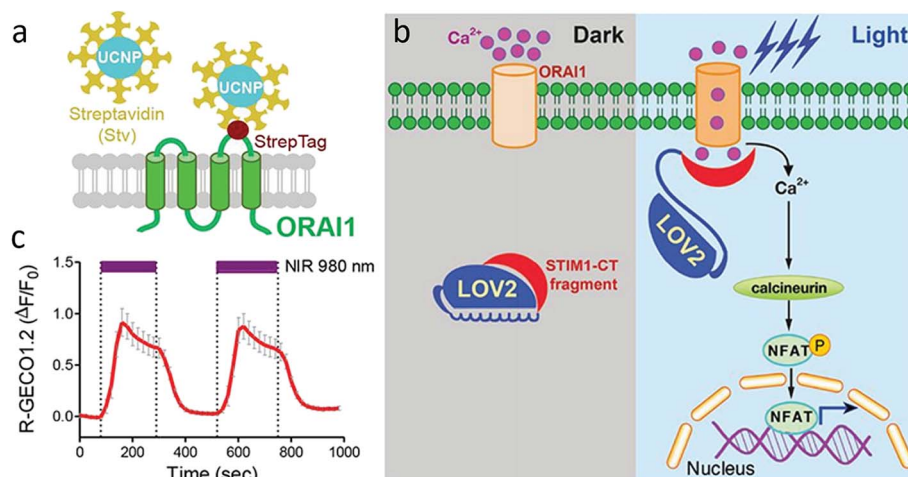 a
UCNP
UCNP
Streptavidin
(Stv)
StrepTag
ORAI1
b
Ca²⁺
Dark
Light
ORAI1
Ca²⁺
LOV2
LOV2
STIM1-CT
fragment
calcineurin
NFAT P
NFAT
Nucleus
c
NIR 980 nm
R-GECO1.2 (ΔF/F₀)
1.5
1.0
0.5
0.0
0 200 400 600 800 1000
Time (sec)